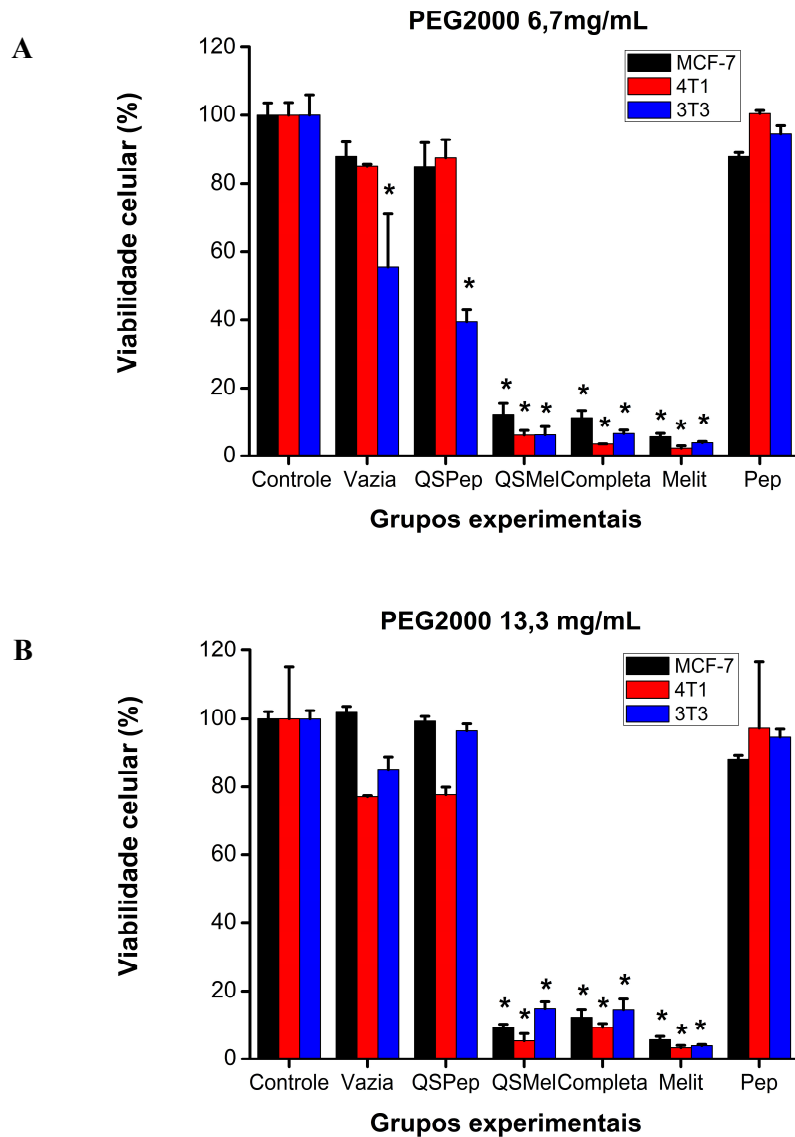 A
PEG2000 6,7mg/mL
MCF-7
4T1
3T3
Viabilidade celular (%)
120
100
80
60
40
20
0
*
*
* * *
* * *
* * *
Controle Vazia QSPep QSMel Completa Melit Pep
Grupos experimentais
B
PEG2000 13,3 mg/mL
MCF-7
4T1
3T3
Viabilidade celular (%)
120
100
80
60
40
20
0
* * *
* * *
* * *
Controle Vazia QSPep QSMel Completa Melit Pep
Grupos experimentais